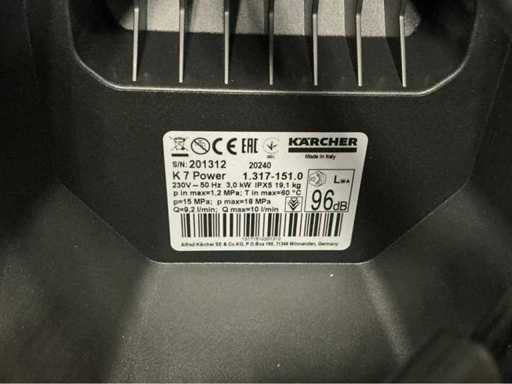 CE EAC
KÄRCHER
Made in Italy
S/N: 201312 20240
K 7 Power 1.317-151.0
230V~50 Hz 3,0 kW IPX5 19,1 kg
p in max=1,2 MPa; T in max=60 °C
p=15 MPa; p max=18 MPa
Q=9,2 l/min; Q max=10 l/min
LWA
96dB
Alfred Kärcher SE & Co. KG, P.O.Box 160, 71349 Winnenden, Germany